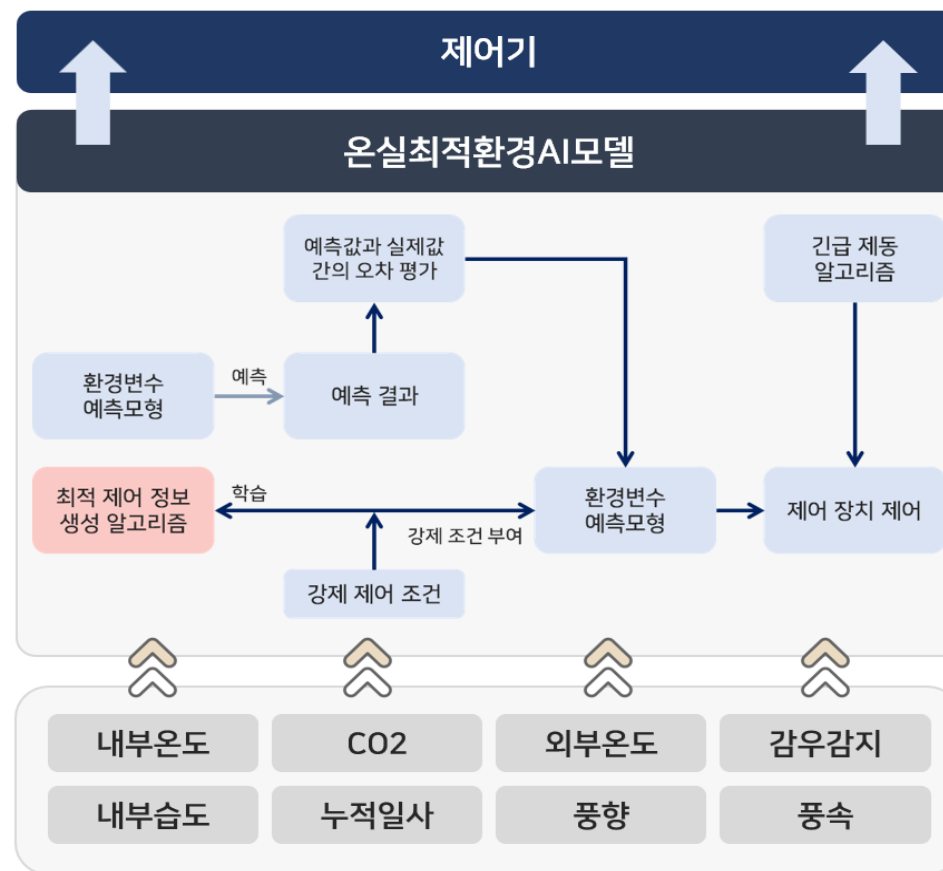 제어기
온실최적환경AI모델
예측값과 실제값
간의 오차 평가
긴급 제동
알고리즘
환경변수
예측모형
예측
예측 결과
최적 제어 정보
생성 알고리즘
학습
강제 조건 부여
환경변수
예측모형
제어 장치 제어
강제 제어 조건
내부온도
CO2
외부온도
감우감지
내부습도
누적일사
풍향
풍속